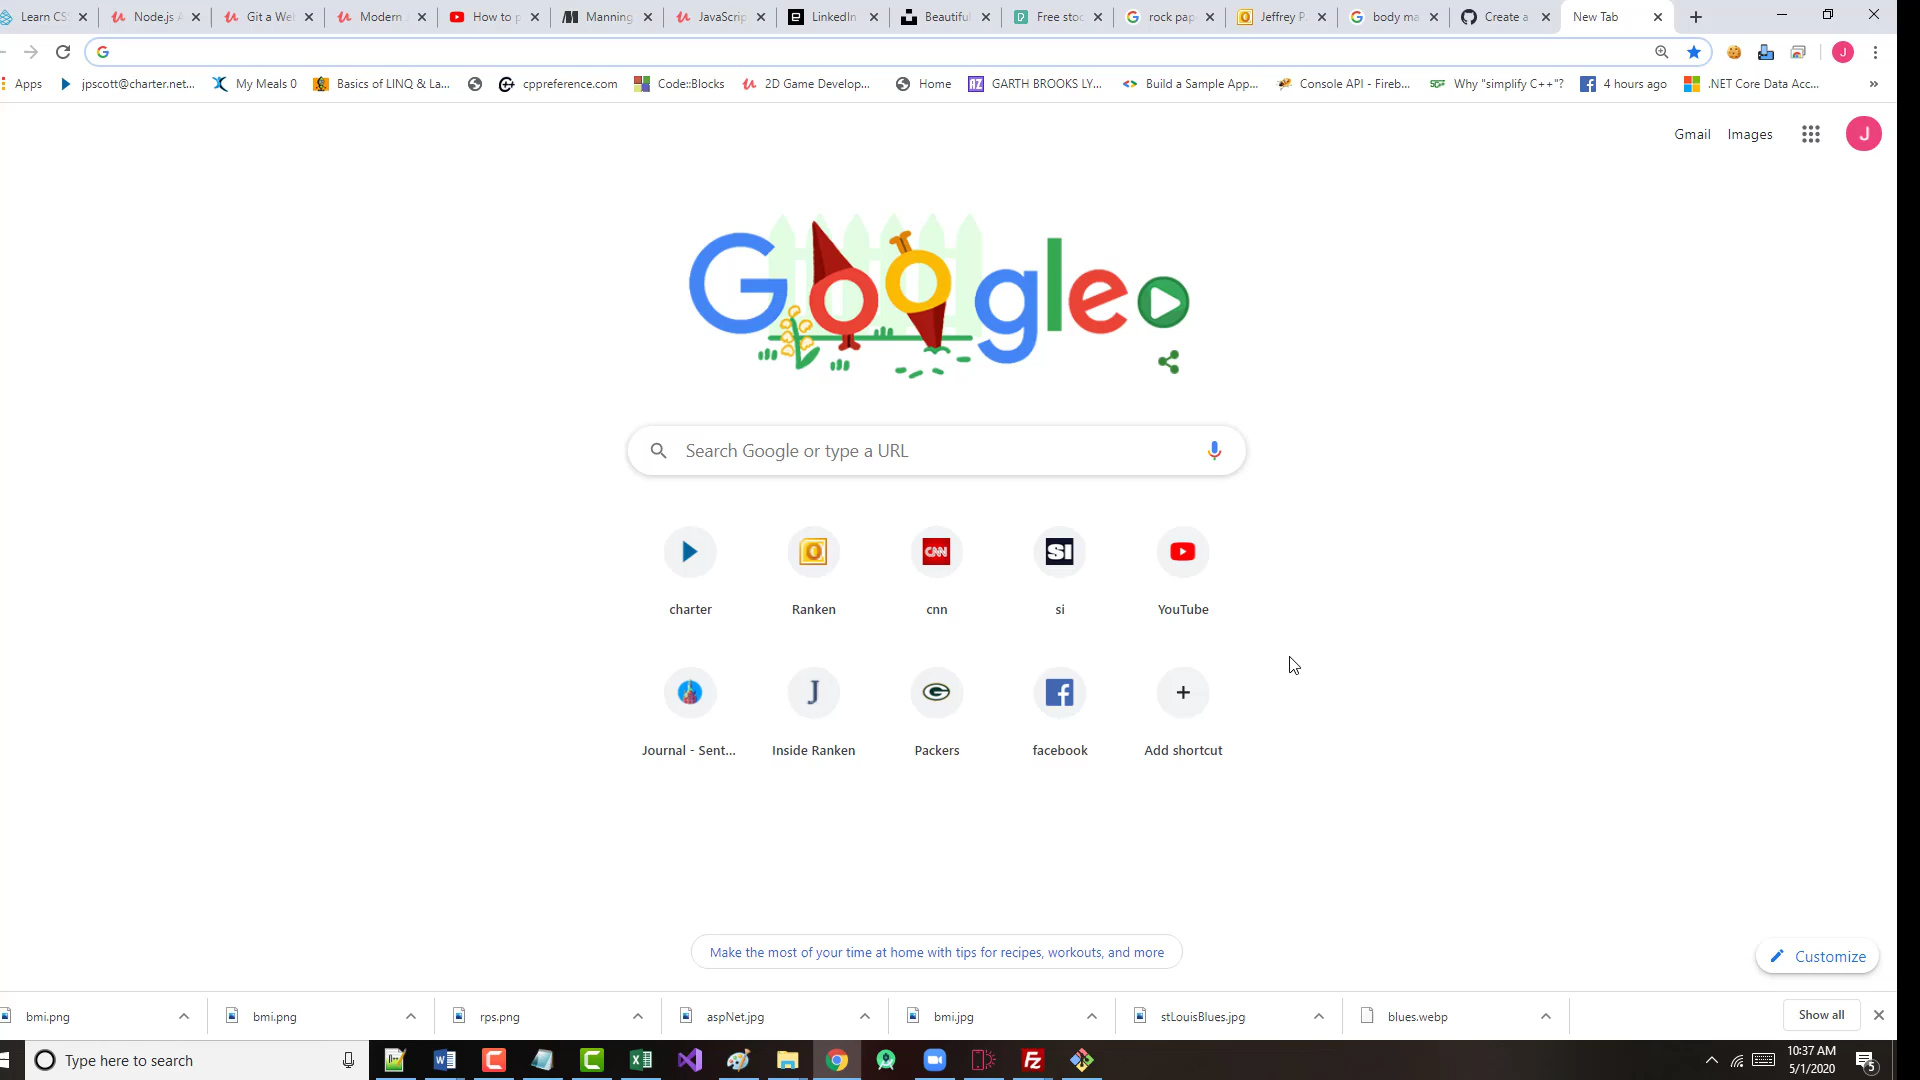 Learn CS
Node.js A
Git a Wel
Modern
How to p
Manning
JavaScrip
LinkedIn
Beautiful
Free stoc
rock pap
Jeffrey P
body ma
Create a
New Tab
Apps
jpscott@charter.net...
My Meals 0
Basics of LINQ & La...
cppreference.com
Code::Blocks
2D Game Develop...
Home
GARTH BROOKS LY...
Build a Sample App...
Console API - Fireb...
Why "simplify C++"?
4 hours ago
.NET Core Data Acc...
»
Gmail Images
J
Google
Search Google or type a URL
charter Ranken cnn si YouTube
Journal - Sent... Inside Ranken Packers facebook Add shortcut
Make the most of your time at home with tips for recipes, workouts, and more
Customize
bmi.png bmi.png rps.png aspNet.jpg bmi.jpg stLouisBlues.jpg blues.webp Show all
Type here to search
10:37 AM
5/1/2020
5